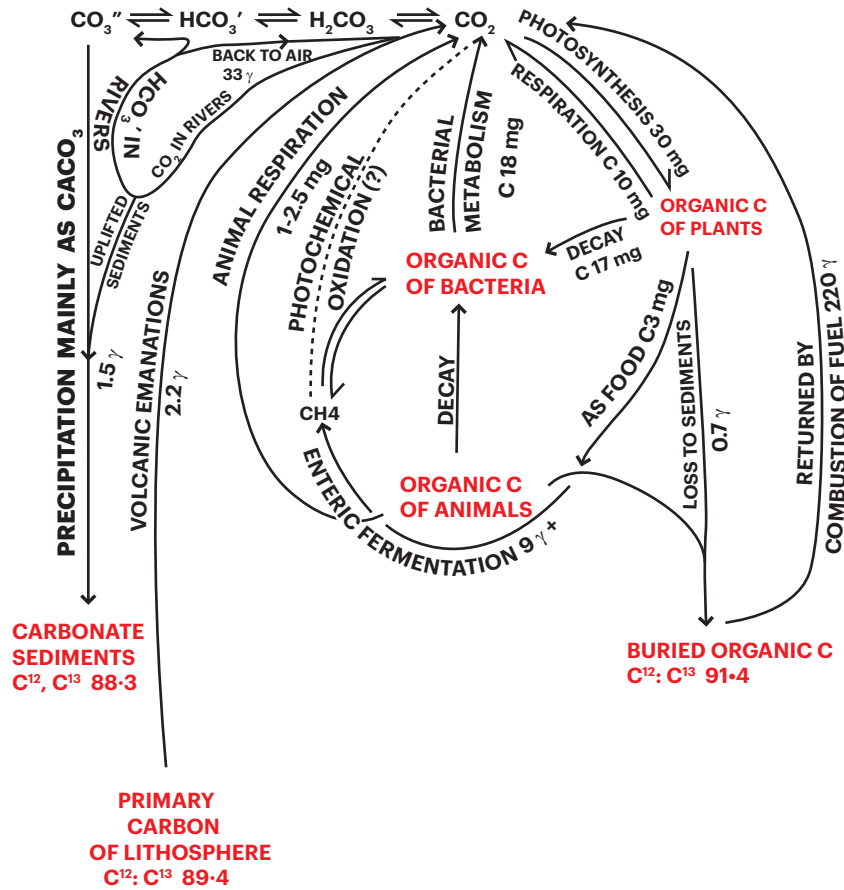 CO₃″ ⇌ HCO₃′ ⇌ H₂CO₃ ⇌ CO₂
BACK TO AIR
33 γ
HCO₃′ IN
RIVERS
CO₂ IN RIVERS
UPLIFTED
SEDIMENTS
PRECIPITATION MAINLY AS CACO₃
1.5 γ
VOLCANIC EMANATIONS
2.2 γ
ANIMAL RESPIRATION
1-2.5 mg
PHOTOCHEMICAL
OXIDATION (?)
BACTERIAL
METABOLISM
C 18 mg
PHOTOSYNTHESIS 30 mg
RESPIRATION C 10 mg
ORGANIC C
OF PLANTS
DECAY
C 17 mg
ORGANIC C
OF BACTERIA
CH4
DECAY
AS FOOD C3 mg
LOSS TO SEDIMENTS
0.7 γ
RETURNED BY
COMBUSTION OF FUEL 220 γ
ORGANIC C
OF ANIMALS
ENTERIC FERMENTATION 9 γ +
CARBONATE
SEDIMENTS
C¹², C¹³ 88·3
BURIED ORGANIC C
C¹²: C¹³ 91•4
PRIMARY
CARBON
OF LITHOSPHERE
C¹²: C¹³ 89·4